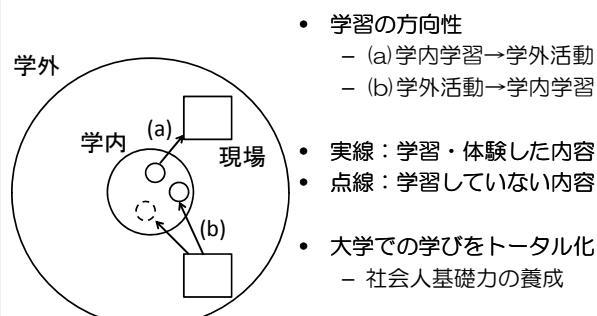 学外
学内
(a)
現場
(b)
• 学習の方向性
– (a)学内学習→学外活動
– (b)学外活動→学内学習
• 実線：学習・体験した内容
• 点線：学習していない内容
• 大学での学びをトータル化
– 社会人基礎力の養成